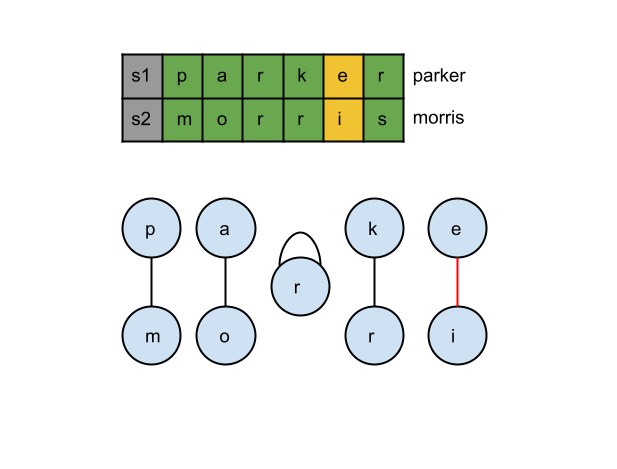 s1 p a r k e r parker
s2 m o r r i s morris
p a k e
r
m o r i